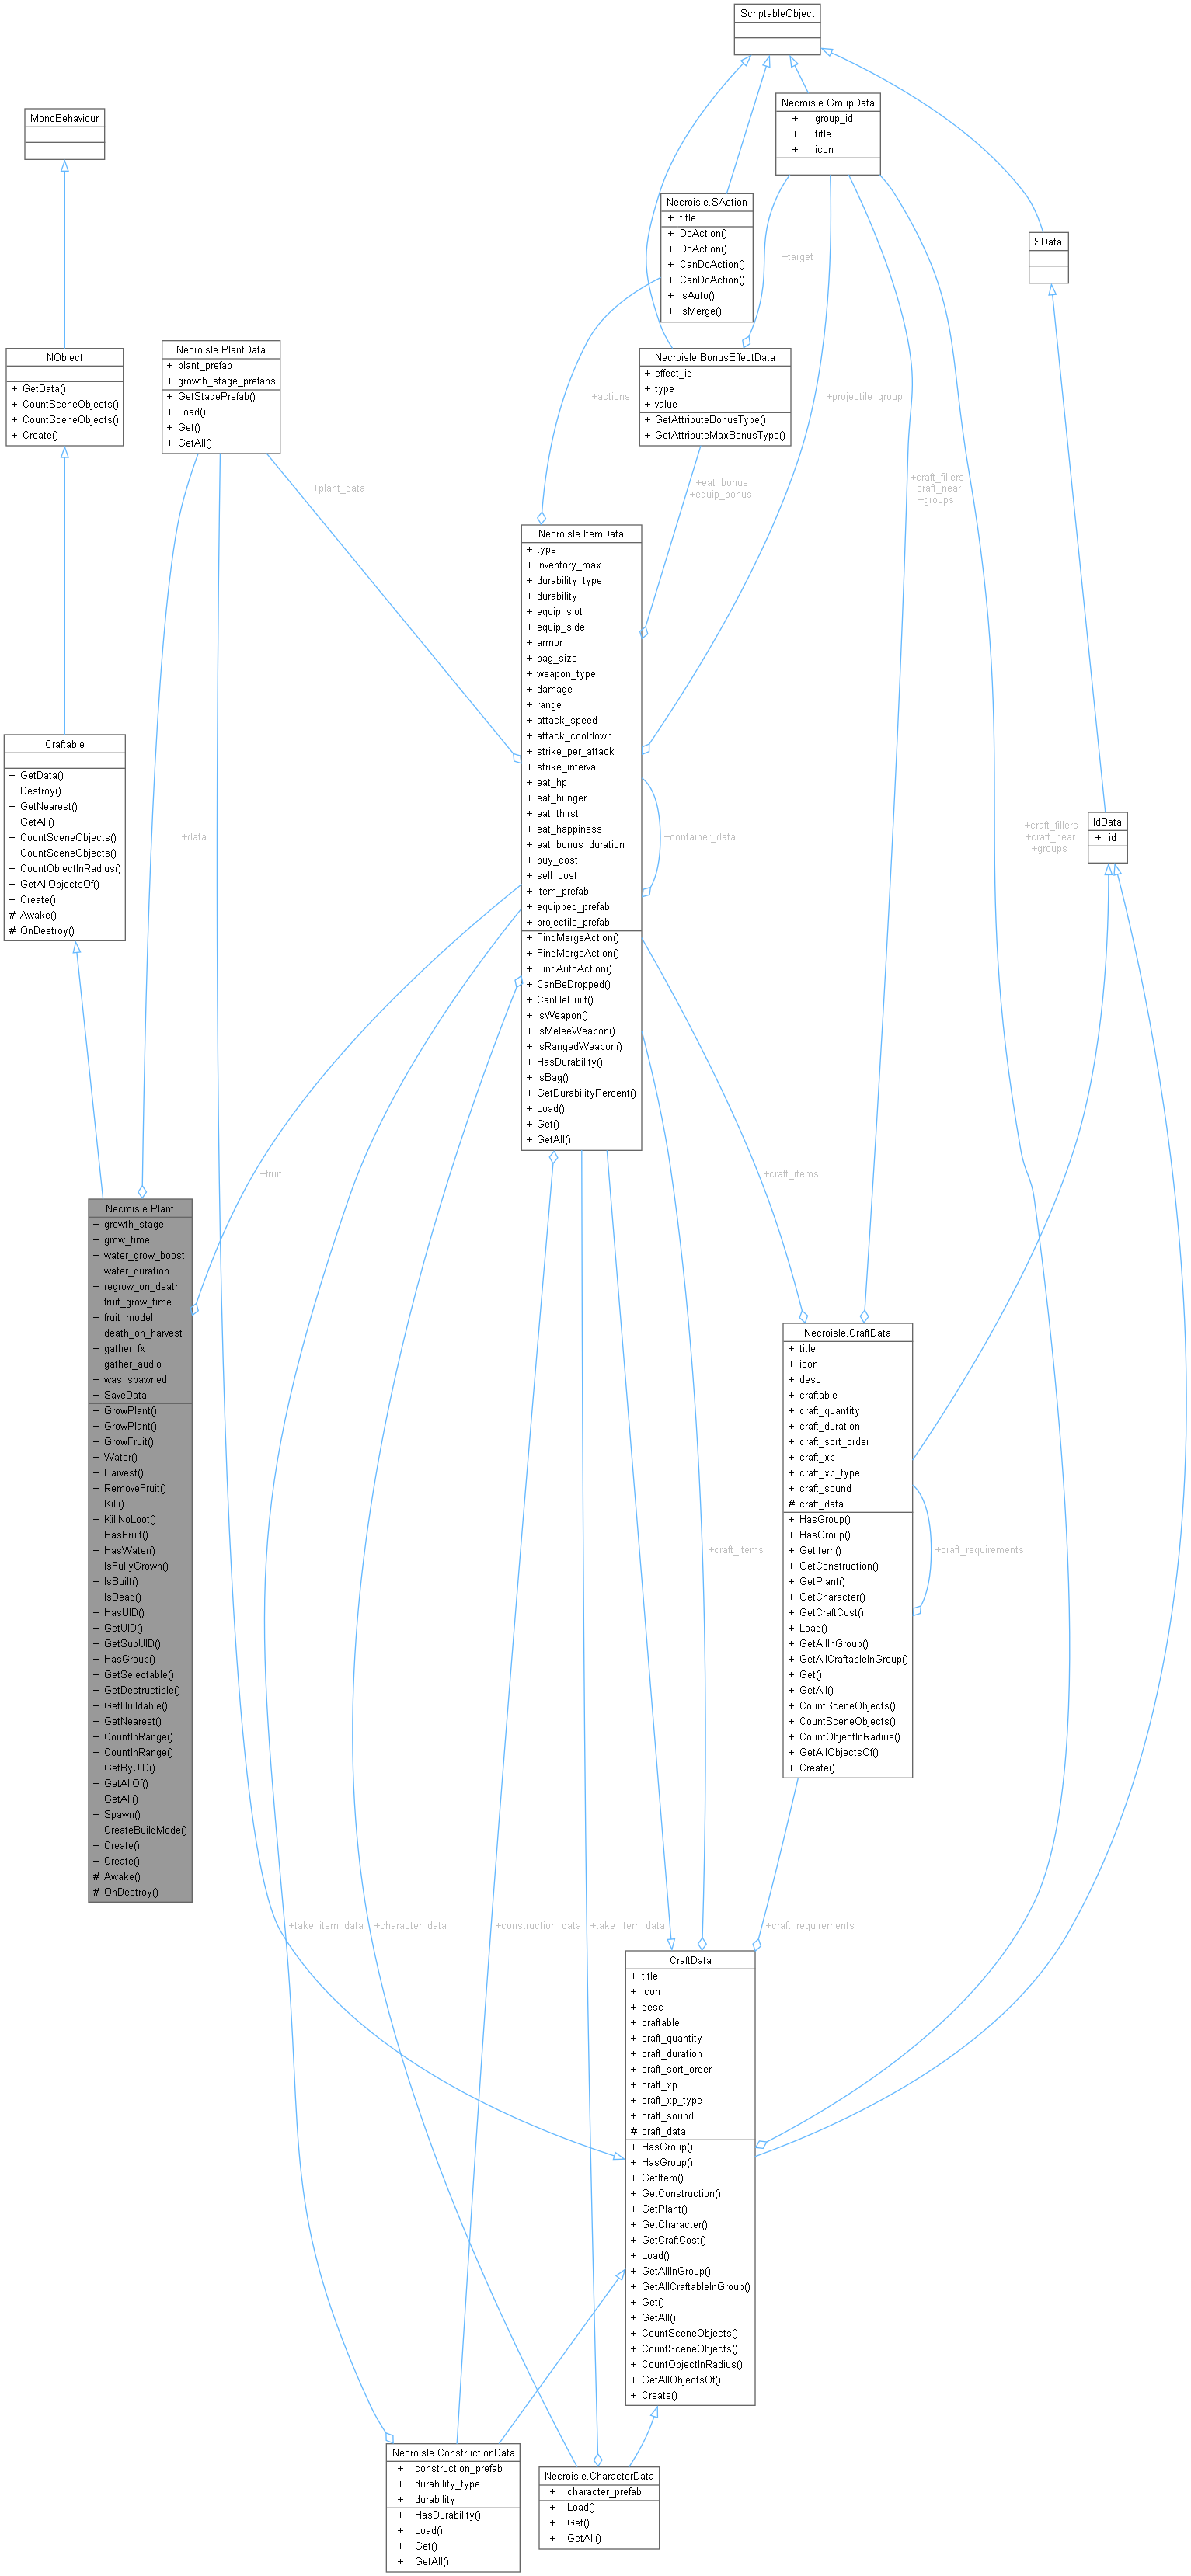 ScriptableObject
MonoBehaviour
Necroisle.GroupData
+ group_id
+ title
+ icon
Necroisle.SAction
+ title
+ DoAction()
+ DoAction()
+ CanDoAction()
+ CanDoAction()
+ IsAuto()
+ IsMerge()
SData
+target
NObject
+ GetData()
+ CountSceneObjects()
+ CountSceneObjects()
+ Create()
Necroisle.PlantData
+ plant_prefab
+ growth_stage_prefabs
+ GetStagePrefab()
+ Load()
+ Get()
+ GetAll()
Necroisle.BonusEffectData
+ effect_id
+ type
+ value
+ GetAttributeBonusType()
+ GetAttributeMaxBonusType()
+actions
+projectile_group
+plant_data
+eat_bonus
+equip_bonus
+craft_fillers
+craft_near
+groups
Necroisle.ItemData
+ type
+ inventory_max
+ durability_type
+ durability
+ equip_slot
+ equip_side
+ armor
+ bag_size
+ weapon_type
+ damage
+ range
+ attack_speed
+ attack_cooldown
+ strike_per_attack
+ strike_interval
+ eat_hp
+ eat_hunger
+ eat_thirst
+ eat_happiness
+ eat_bonus_duration
+ buy_cost
+ sell_cost
+ item_prefab
+ equipped_prefab
+ projectile_prefab
+ FindMergeAction()
+ FindMergeAction()
+ FindAutoAction()
+ CanBeDropped()
+ CanBeBuilt()
+ IsWeapon()
+ IsMeleeWeapon()
+ IsRangedWeapon()
+ HasDurability()
+ IsBag()
+ GetDurabilityPercent()
+ Load()
+ Get()
+ GetAll()
Craftable
+ GetData()
+ Destroy()
+ GetNearest()
+ GetAll()
+ CountSceneObjects()
+ CountSceneObjects()
+ CountObjectInRadius()
+ GetAllObjectsOf()
+ Create()
# Awake()
# OnDestroy()
+data
+container_data
+craft_fillers
+craft_near
+groups
IdData
+ id
+fruit
+craft_items
Necroisle.Plant
+ growth_stage
+ grow_time
+ water_grow_boost
+ water_duration
+ regrow_on_death
+ fruit_grow_time
+ fruit_model
+ death_on_harvest
+ gather_fx
+ gather_audio
+ was_spawned
+ SaveData
+ GrowPlant()
+ GrowPlant()
+ GrowFruit()
+ Water()
+ Harvest()
+ RemoveFruit()
+ Kill()
+ KillNoLoot()
+ HasFruit()
+ HasWater()
+ IsFullyGrown()
+ IsBuilt()
+ IsDead()
+ HasUID()
+ GetUID()
+ GetSubUID()
+ HasGroup()
+ GetSelectable()
+ GetDestructible()
+ GetBuildable()
+ GetNearest()
+ CountInRange()
+ CountInRange()
+ GetByUID()
+ GetAllOf()
+ GetAll()
+ Spawn()
+ CreateBuildMode()
+ Create()
+ Create()
# Awake()
# OnDestroy()
Necroisle.CraftData
+ title
+ icon
+ desc
+ craftable
+ craft_quantity
+ craft_duration
+ craft_sort_order
+ craft_xp
+ craft_xp_type
+ craft_sound
# craft_data
+ HasGroup()
+ HasGroup()
+ GetItem()
+ GetConstruction()
+ GetPlant()
+ GetCharacter()
+ GetCraftCost()
+ Load()
+ GetAllInGroup()
+ GetAllCraftableInGroup()
+ Get()
+ GetAll()
+ CountSceneObjects()
+ CountSceneObjects()
+ CountObjectInRadius()
+ GetAllObjectsOf()
+ Create()
+craft_items
+craft_requirements
+take_item_data
+character_data
+construction_data
+take_item_data
+craft_requirements
CraftData
+ title
+ icon
+ desc
+ craftable
+ craft_quantity
+ craft_duration
+ craft_sort_order
+ craft_xp
+ craft_xp_type
+ craft_sound
# craft_data
+ HasGroup()
+ HasGroup()
+ GetItem()
+ GetConstruction()
+ GetPlant()
+ GetCharacter()
+ GetCraftCost()
+ Load()
+ GetAllInGroup()
+ GetAllCraftableInGroup()
+ Get()
+ GetAll()
+ CountSceneObjects()
+ CountSceneObjects()
+ CountObjectInRadius()
+ GetAllObjectsOf()
+ Create()
Necroisle.ConstructionData
+ construction_prefab
+ durability_type
+ durability
+ HasDurability()
+ Load()
+ Get()
+ GetAll()
Necroisle.CharacterData
+ character_prefab
+ Load()
+ Get()
+ GetAll()